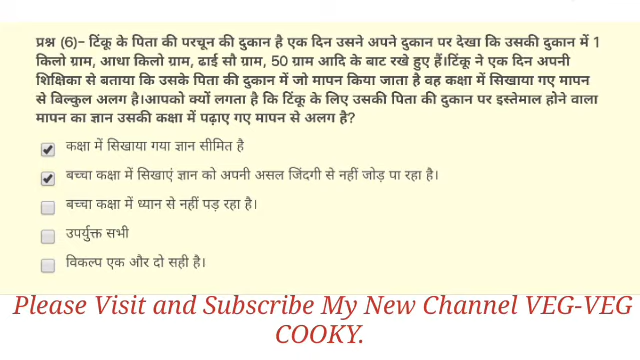 प्रश्न (6)- टिंकू के पिता की परचून की दुकान है एक दिन उसने अपने दुकान पर देखा कि उसकी दुकान में 1
किलो ग्राम, आधा किलो ग्राम, ढाई सौ ग्राम, 50 ग्राम आदि के बाट रखे हुए हैं।टिंकू ने एक दिन अपनी
शिक्षिका से बताया कि उसके पिता की दुकान में जो मापन किया जाता है वह कक्षा में सिखाया गए मापन
से बिल्कुल अलग है।आपको क्यों लगता है कि टिंकू के लिए उसकी पिता की दुकान पर इस्तेमाल होने वाला
मापन का ज्ञान उसकी कक्षा में पढ़ाए गए मापन से अलग है?
कक्षा में सिखाया गया ज्ञान सीमित है
बच्चा कक्षा में सिखाएं ज्ञान को अपनी असल जिंदगी से नहीं जोड़ पा रहा है।
बच्चा कक्षा में ध्यान से नहीं पड़ रहा है।
उपर्युक्त सभी
विकल्प एक और दो सही है।
Please Visit and Subscribe My New Channel VEG-VEG
COOKY.